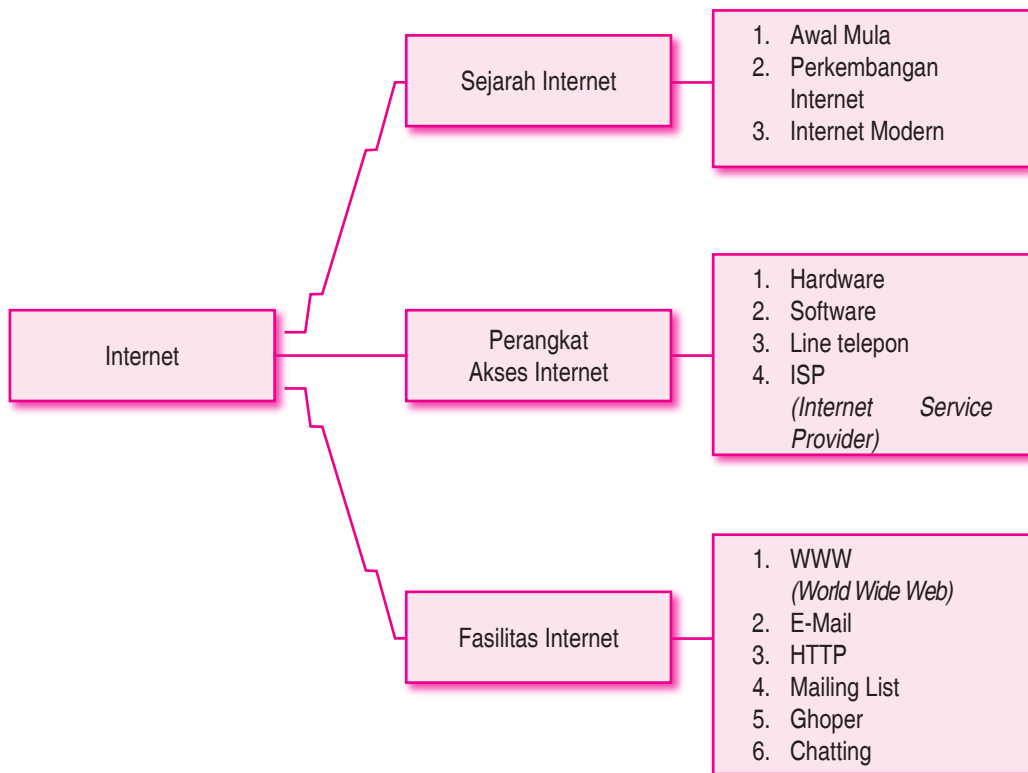 Internet
Sejarah Internet
1. Awal Mula
2. Perkembangan
Internet
3. Internet Modern
Perangkat
Akses Internet
1. Hardware
2. Software
3. Line telepon
4. ISP
(Internet Service
Provider)
Fasilitas Internet
1. WWW
(World Wide Web)
2. E-Mail
3. HTTP
4. Mailing List
5. Ghoper
6. Chatting